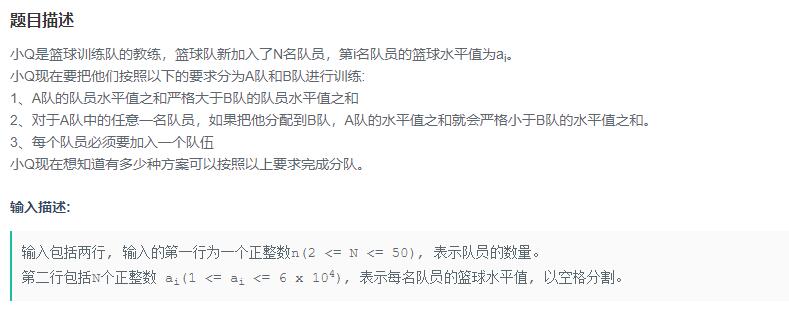 题目描述
小Q是篮球训练队的教练，篮球队新加入了N名队员，第i名队员的篮球水平值为ai。
小Q现在要把他们按照以下的要求分为A队和B队进行训练:
1、A队的队员水平值之和严格大于B队的队员水平值之和
2、对于A队中的任意一名队员，如果把他分配到B队，A队的水平值之和就会严格小于B队的水平值之和。
3、每个队员必须要加入一个队伍
小Q现在想知道有多少种方案可以按照以上要求完成分队。
输入描述:
输入包括两行, 输入的第一行为一个正整数n(2 <= N <= 50), 表示队员的数量。
第二行包括N个正整数 ai(1 <= ai <= 6 x 10⁴), 表示每名队员的篮球水平值, 以空格分割。